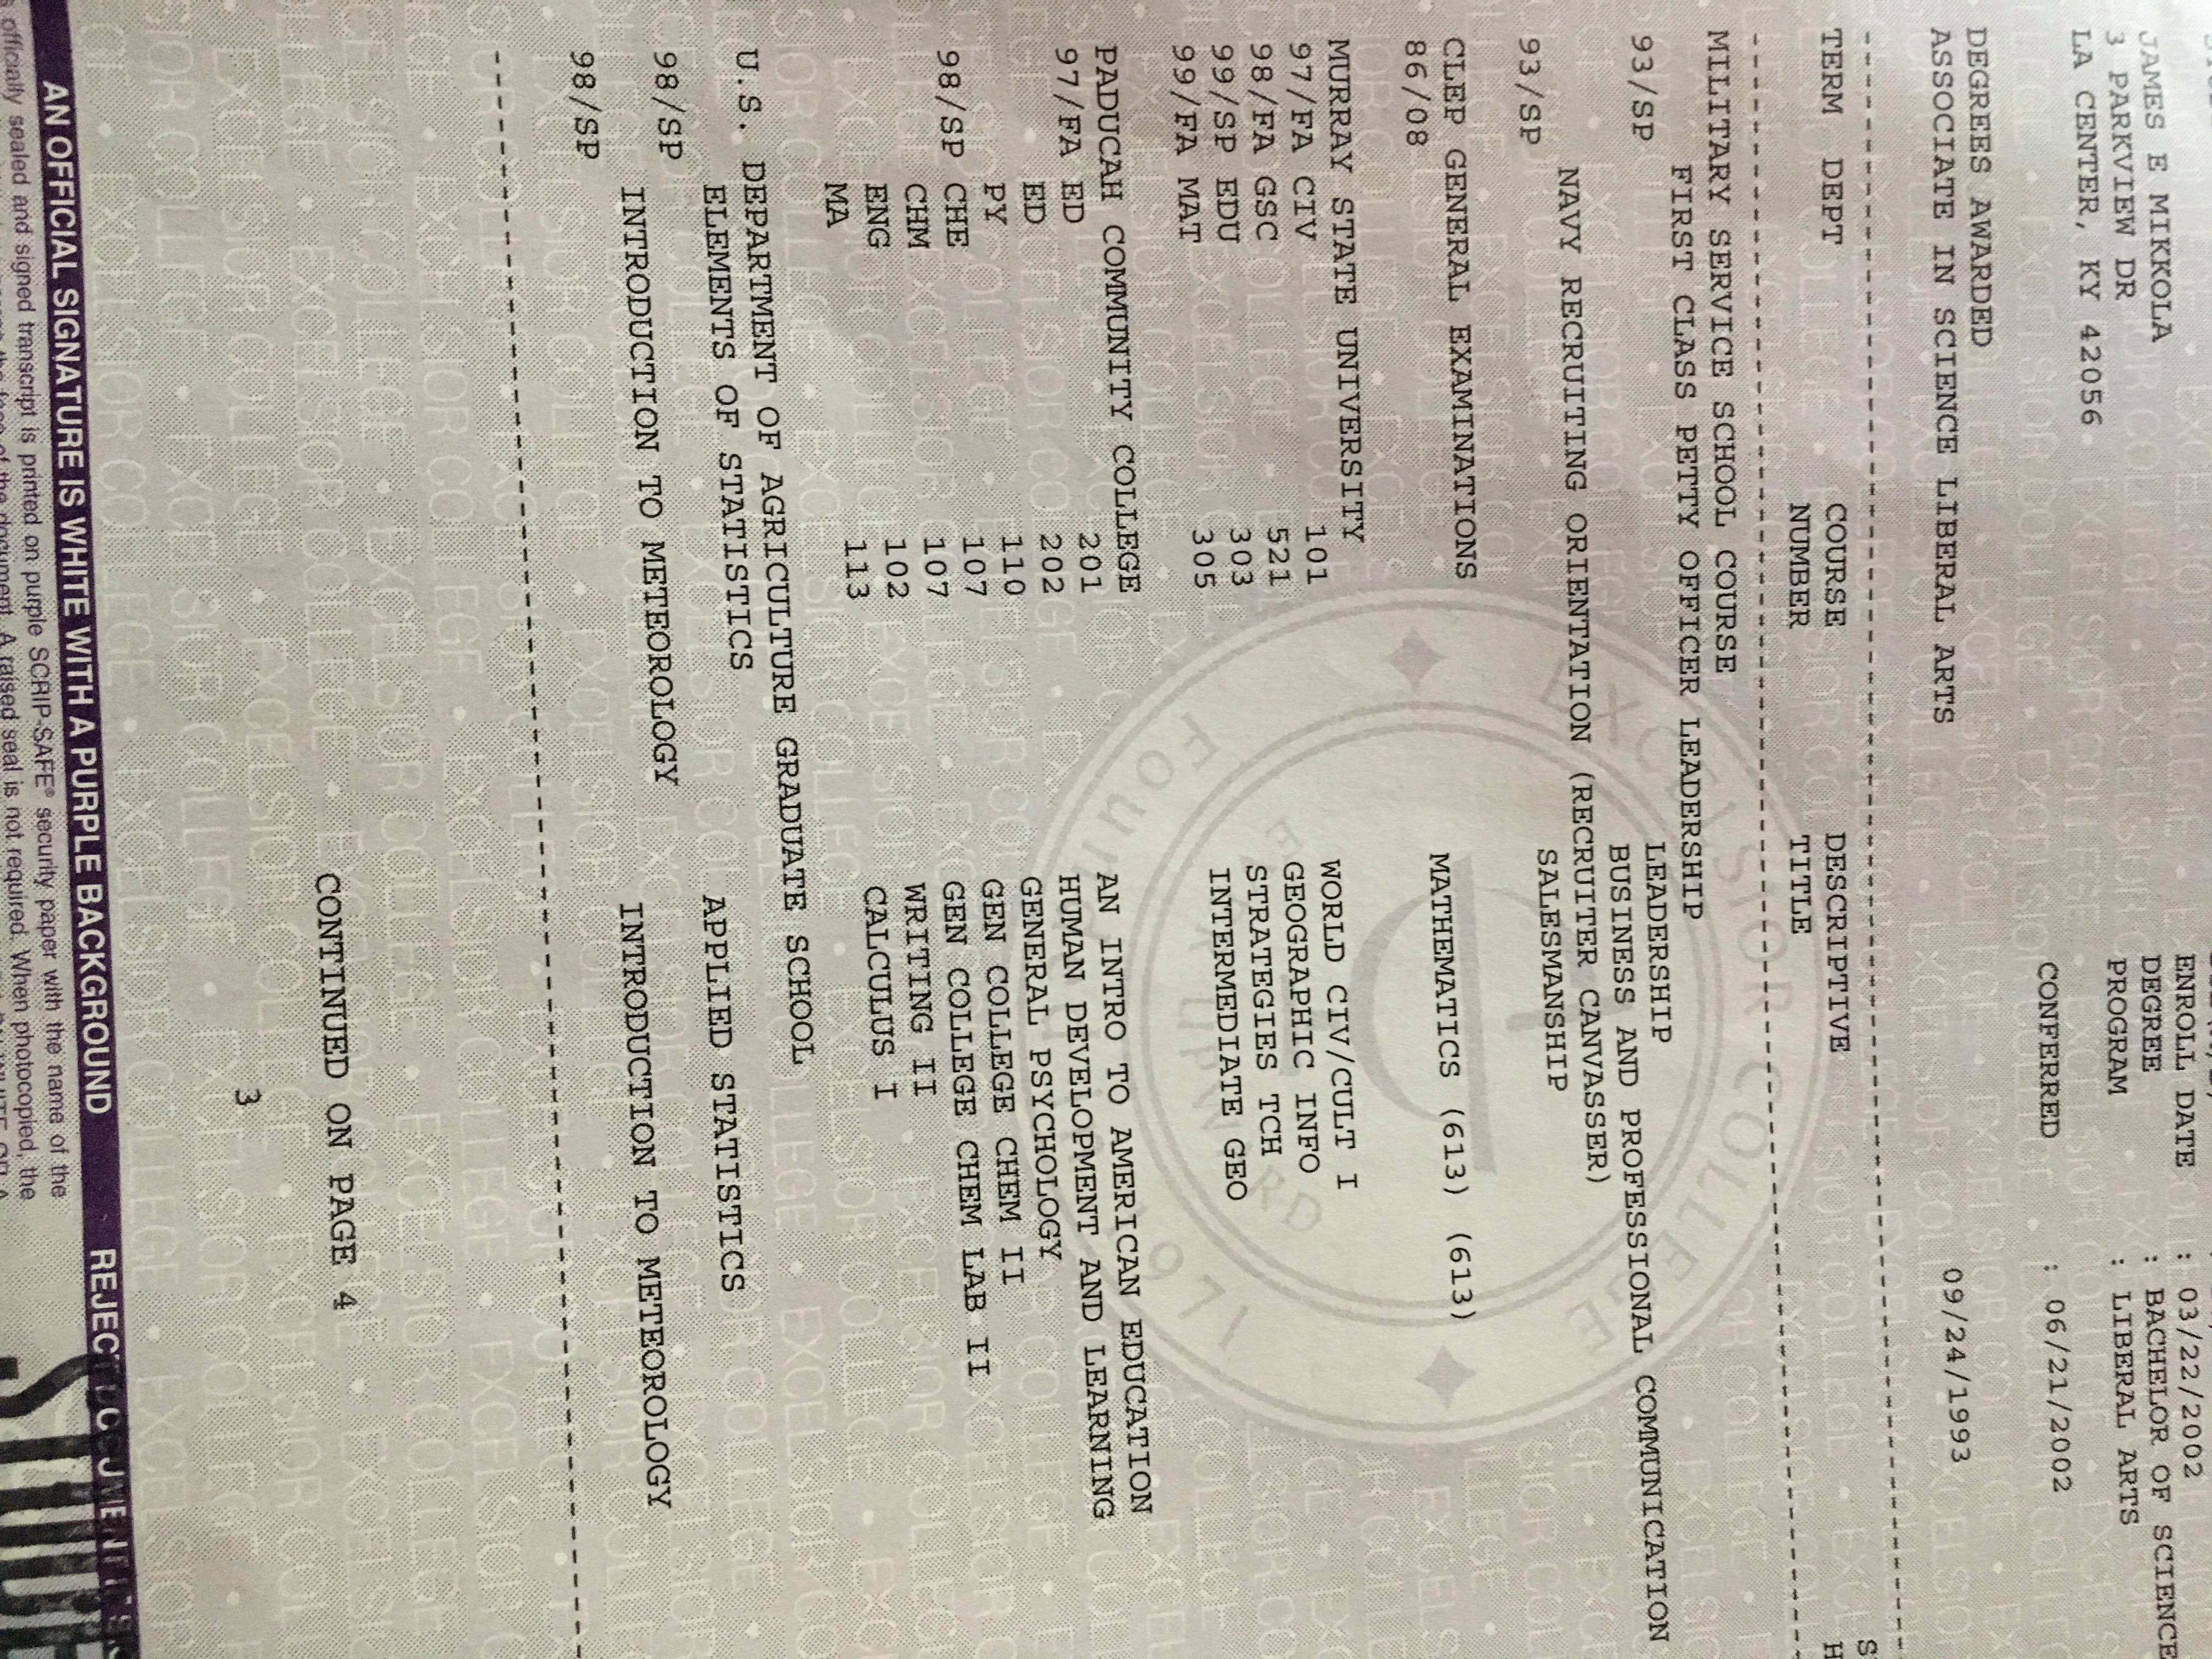 JAMES E MIKKOLA
3 PARKVIEW DR
LA CENTER, KY 42056
ENROLL DATE : 03/22/2002
DEGREE : BACHELOR OF SCIENCE
PROGRAM : LIBERAL ARTS
CONFERRED : 06/21/2002
DEGREES AWARDED
ASSOCIATE IN SCIENCE LIBERAL ARTS 09/24/1993
TERM DEPT COURSE DESCRIPTIVE
NUMBER TITLE
MILITARY SERVICE SCHOOL COURSE
FIRST CLASS PETTY OFFICER LEADERSHIP
93/SP LEADERSHIP
BUSINESS AND PROFESSIONAL COMMUNICATION
NAVY RECRUITING ORIENTATION (RECRUITER CANVASSER)
93/SP SALESMANSHIP
CLEP GENERAL EXAMINATIONS
86/08 MATHEMATICS (613) (613)
MURRAY STATE UNIVERSITY
97/FA CIV 101 WORLD CIV/CULT I
98/FA GSC 521 GEOGRAPHIC INFO
99/SP EDU 303 STRATEGIES TCH
99/FA MAT 305 INTERMEDIATE GEO
PADUCAH COMMUNITY COLLEGE
97/FA ED 201 AN INTRO TO AMERICAN EDUCATION
ED 202 HUMAN DEVELOPMENT AND LEARNING
PY 110 GENERAL PSYCHOLOGY
98/SP CHE 107 GEN COLLEGE CHEM II
CHM 107 GEN COLLEGE CHEM LAB II
ENG 102 WRITING II
MA 113 CALCULUS I
U.S. DEPARTMENT OF AGRICULTURE GRADUATE SCHOOL
ELEMENTS OF STATISTICS
98/SP APPLIED STATISTICS
INTRODUCTION TO METEOROLOGY
98/SP INTRODUCTION TO METEOROLOGY
CONTINUED ON PAGE 4
3
AN OFFICIAL SIGNATURE IS WHITE WITH A PURPLE BACKGROUND REJECT DOCUMENT IF
officially sealed and signed transcript is printed on purple SCRIP-SAFE® security paper with the name of the
face of the document. A raised seal is not required. When photocopied, the